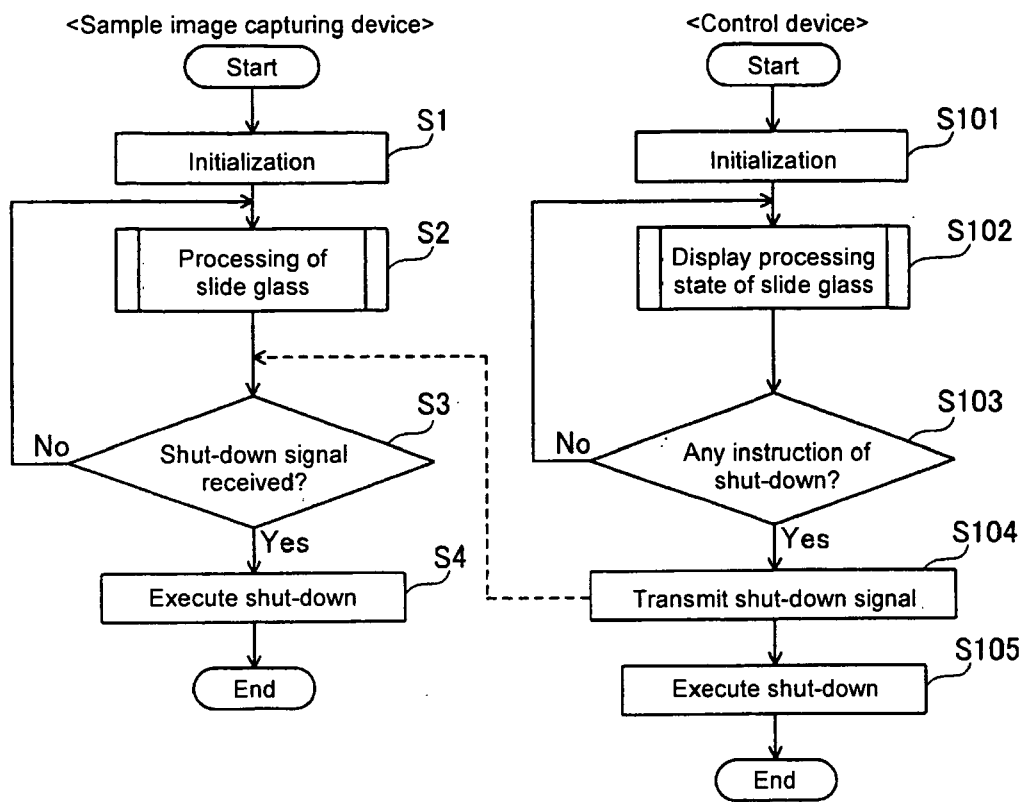 <Sample image capturing device>
Start
S1
Initialization
S2
Processing of
slide glass
S3
No
Shut-down signal
received?
Yes
S4
Execute shut-down
End
<Control device>
Start
S101
Initialization
S102
Display processing
state of slide glass
S103
No
Any instruction of
shut-down?
Yes
S104
Transmit shut-down signal
S105
Execute shut-down
End